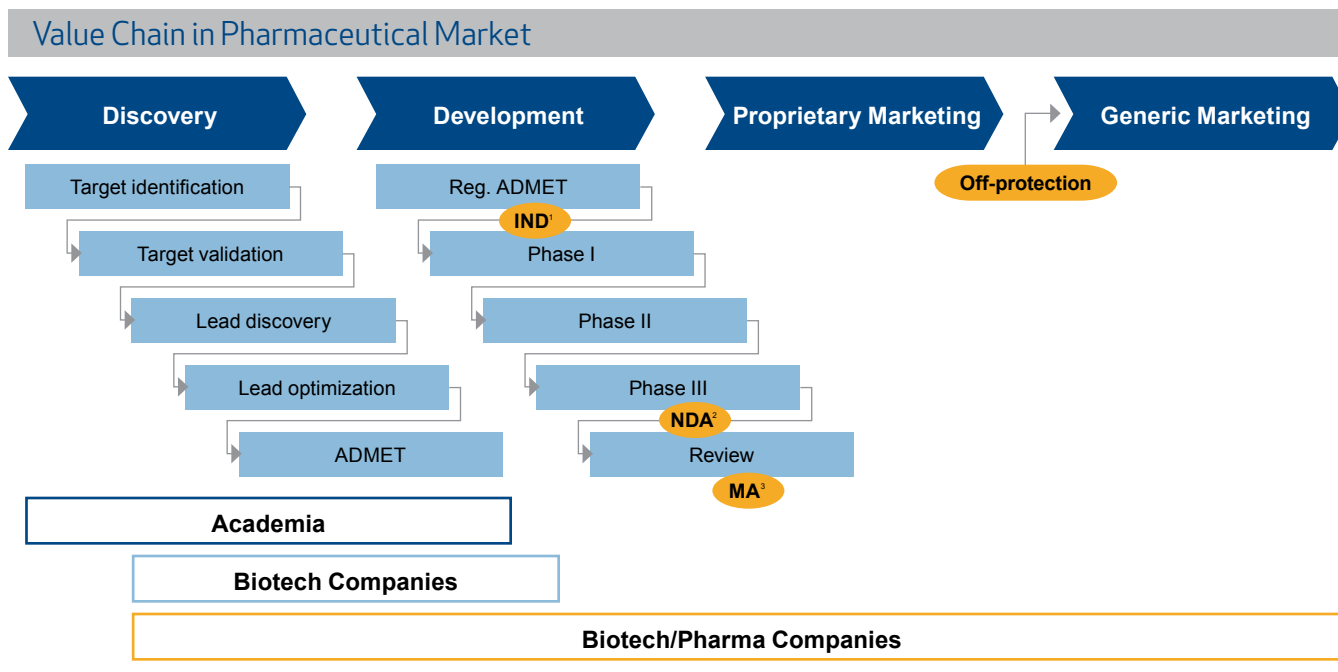 Value Chain in Pharmaceutical Market
Discovery
Development
Proprietary Marketing
Generic Marketing
Off-protection
Target identification
Target validation
Lead discovery
Lead optimization
ADMET
Reg. ADMET
IND¹
Phase I
Phase II
Phase III
NDA²
Review
MA³
Academia
Biotech Companies
Biotech/Pharma Companies